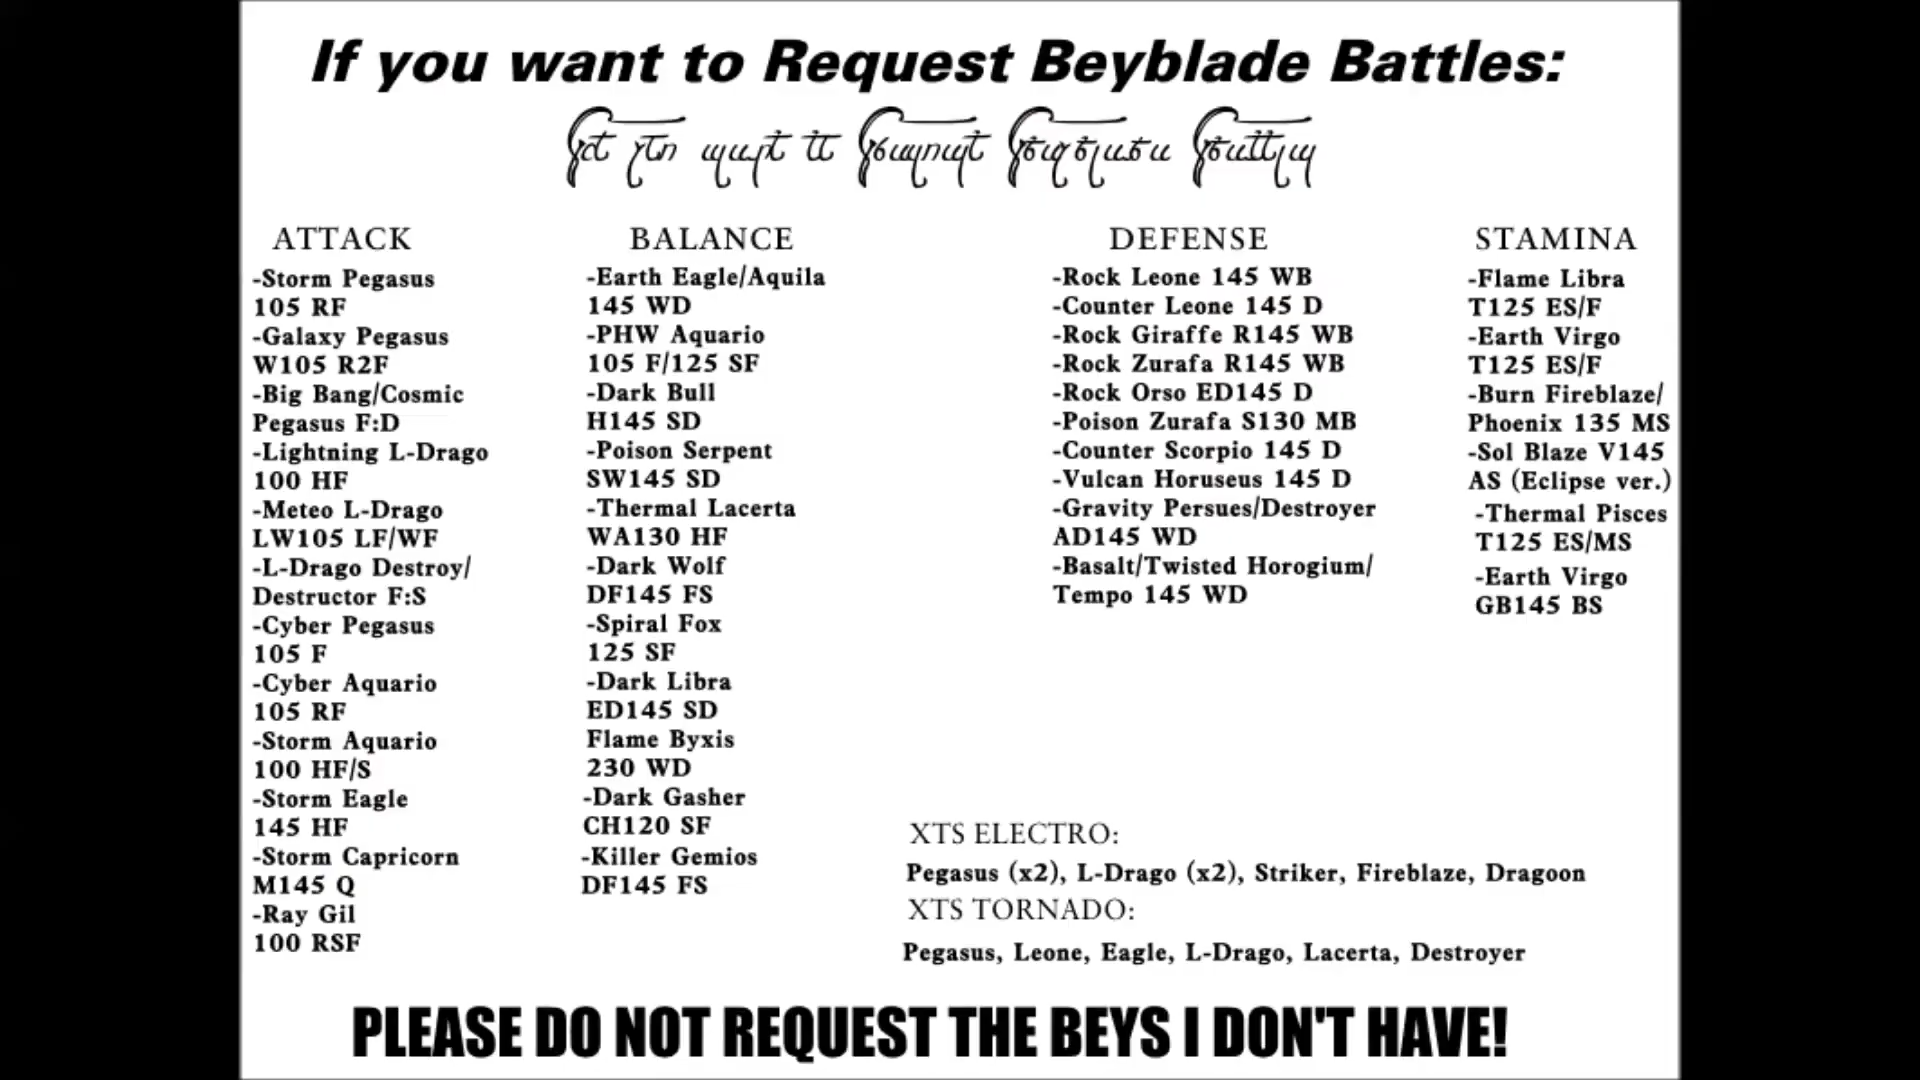 If you want to Request Beyblade Battles:
ATTACK
-Storm Pegasus
105 RF
-Galaxy Pegasus
W105 R2F
-Big Bang/Cosmic
Pegasus F:D
-Lightning L-Drago
100 HF
-Meteo L-Drago
LW105 LF/WF
-L-Drago Destroy/
Destructor F:S
-Cyber Pegasus
105 F
-Cyber Aquario
105 RF
-Storm Aquario
100 HF/S
-Storm Eagle
145 HF
-Storm Capricorn
M145 Q
-Ray Gil
100 RSF
BALANCE
-Earth Eagle/Aquila
145 WD
-PHW Aquario
105 F/125 SF
-Dark Bull
H145 SD
-Poison Serpent
SW145 SD
-Thermal Lacerta
WA130 HF
-Dark Wolf
DF145 FS
-Spiral Fox
125 SF
-Dark Libra
ED145 SD
Flame Byxis
230 WD
-Dark Gasher
CH120 SF
-Killer Gemios
DF145 FS
DEFENSE
-Rock Leone 145 WB
-Counter Leone 145 D
-Rock Giraffe R145 WB
-Rock Zurafa R145 WB
-Rock Orso ED145 D
-Poison Zurafa S130 MB
-Counter Scorpio 145 D
-Vulcan Horuseus 145 D
-Gravity Persues/Destroyer
AD145 WD
-Basalt/Twisted Horogium/
Tempo 145 WD
STAMINA
-Flame Libra
T125 ES/F
-Earth Virgo
T125 ES/F
-Burn Fireblaze/
Phoenix 135 MS
-Sol Blaze V145
AS (Eclipse ver.)
-Thermal Pisces
T125 ES/MS
-Earth Virgo
GB145 BS
XTS ELECTRO:
Pegasus (x2), L-Drago (x2), Striker, Fireblaze, Dragoon
XTS TORNADO:
Pegasus, Leone, Eagle, L-Drago, Lacerta, Destroyer
PLEASE DO NOT REQUEST THE BEYS I DON'T HAVE!